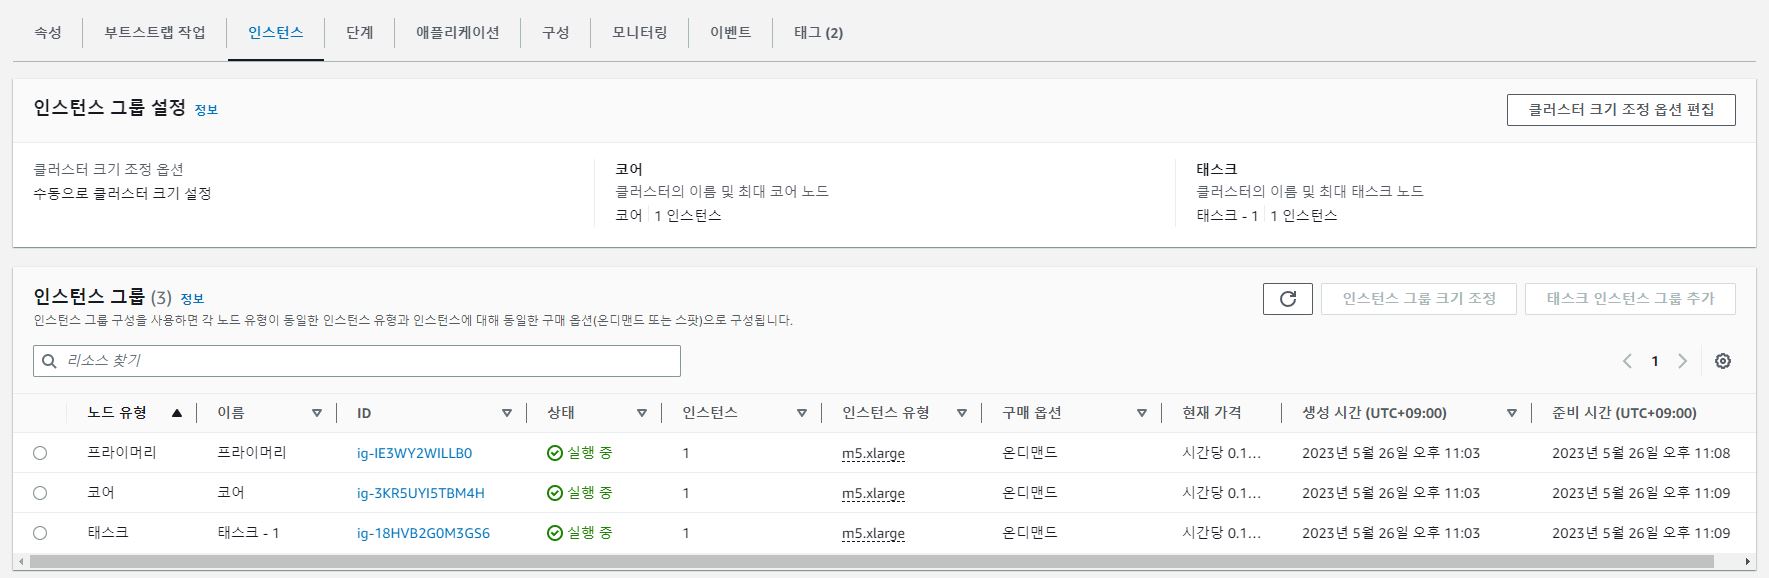 속성 부트스트랩 작업 인스턴스 단계 애플리케이션 구성 모니터링 이벤트 태그 (2)
인스턴스 그룹 설정 정보 클러스터 크기 조정 옵션 편집
클러스터 크기 조정 옵션
수동으로 클러스터 크기 설정
코어
클러스터의 이름 및 최대 코어 노드
코어 1 인스턴스
태스크
클러스터의 이름 및 최대 태스크 노드
태스크 - 1 1 인스턴스
인스턴스 그룹 (3) 정보 인스턴스 그룹 크기 조정 태스크 인스턴스 그룹 추가
인스턴스 그룹 구성을 사용하면 각 노드 유형이 동일한 인스턴스 유형과 인스턴스에 대해 동일한 구매 옵션(온디맨드 또는 스팟)으로 구성됩니다.
리소스 찾기 1
노드 유형 이름 ID 상태 인스턴스 인스턴스 유형 구매 옵션 현재 가격 생성 시간 (UTC+09:00) 준비 시간 (UTC+09:00)
프라이머리 프라이머리 ig-IE3WY2WILLB0 실행 중 1 m5.xlarge 온디맨드 시간당 0.1... 2023년 5월 26일 오후 11:03 2023년 5월 26일 오후 11:08
코어 코어 ig-3KR5UYI5TBM4H 실행 중 1 m5.xlarge 온디맨드 시간당 0.1... 2023년 5월 26일 오후 11:03 2023년 5월 26일 오후 11:09
태스크 태스크 - 1 ig-18HVB2G0M3GS6 실행 중 1 m5.xlarge 온디맨드 시간당 0.1... 2023년 5월 26일 오후 11:03 2023년 5월 26일 오후 11:09